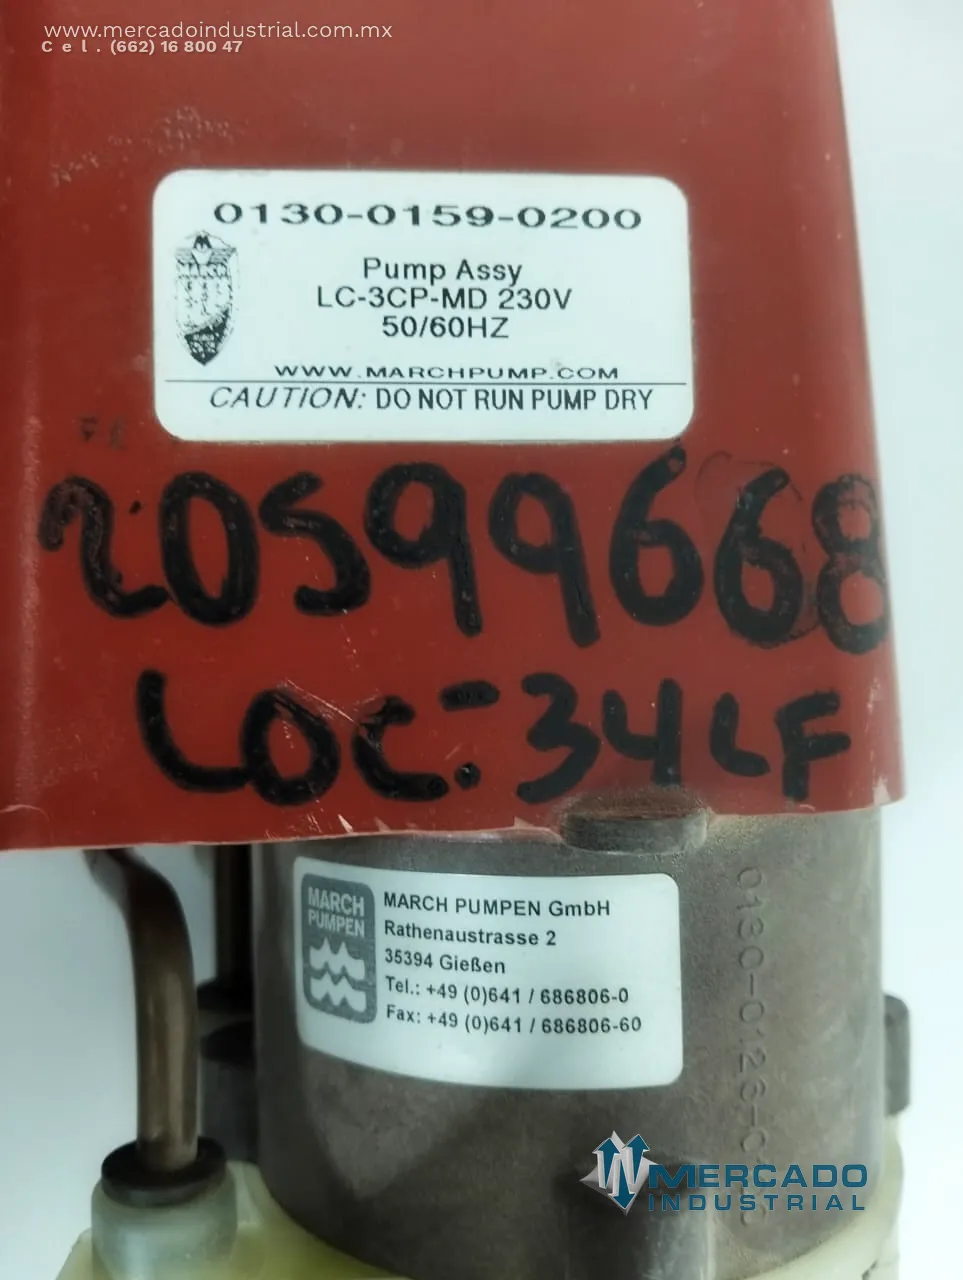 www.mercadoindustrial.com.mx
Cel. (662) 16 800 47
0130-0159-0200
MARCH
Pump Assy
LC-3CP-MD 230V
50/60HZ
WWW.MARCHPUMP.COM
CAUTION: DO NOT RUN PUMP DRY
20599668
LOC:- 34LF
MARCH
PUMPEN
MARCH PUMPEN GmbH
Rathenaustrasse 2
35394 Gießen
Tel.: +49 (0)641 / 686806-0
Fax: +49 (0)641 / 686806-60
MERCADO
INDUSTRIAL